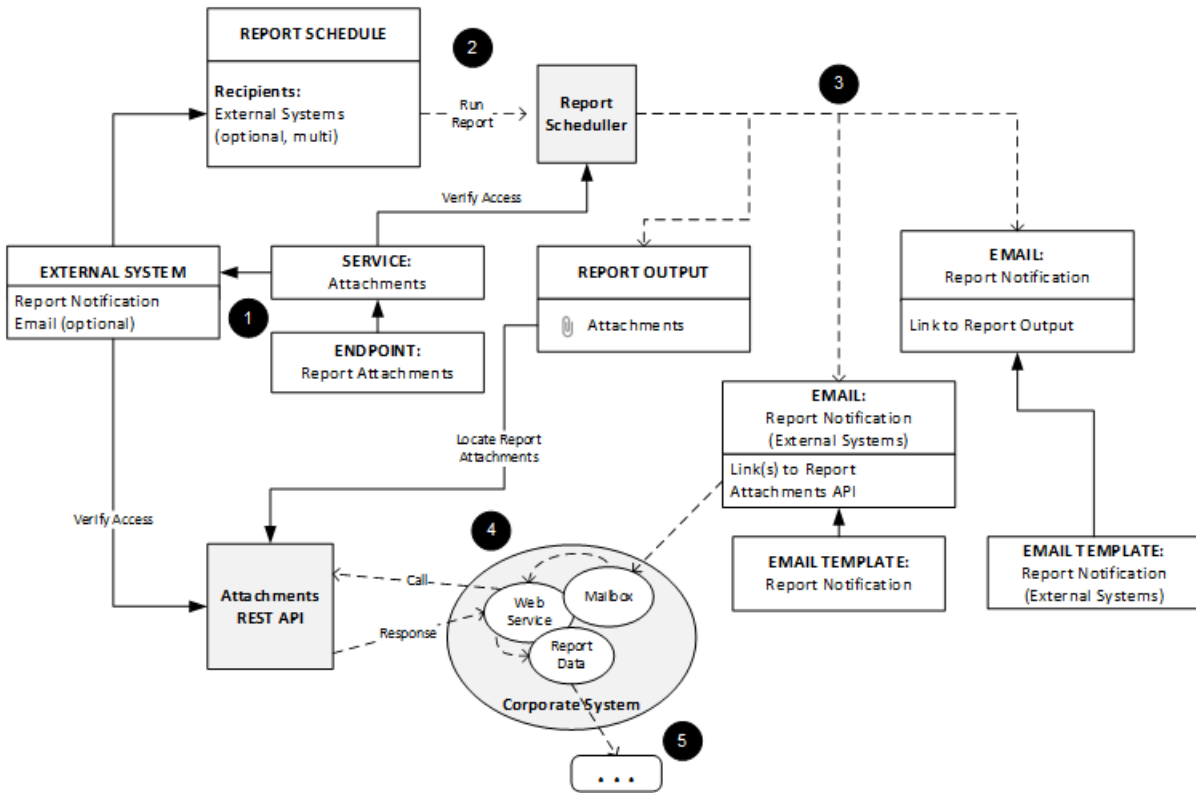 REPORT SCHEDULE
Recipients:
External Systems
(optional, multi)
2
Run
Report
Report
Scheduller
3
Verify Access
EXTERNAL SYSTEM
Report Notification
Email (optional)
1
SERVICE:
Attachments
ENDPOINT:
Report Attachments
REPORT OUTPUT
Attachments
EMAIL:
Report Notification
Link to Report Output
EMAIL:
Report Notification
(External Systems)
Link(s) to Report
Attachments API
Locate Report
Attachments
Verify Access
EMAIL TEMPLATE:
Report Notification
EMAIL TEMPLATE:
Report Notification
(External Systems)
4
Attachments
REST API
Call
Response
Web
Service
Mailbox
Report
Data
Corporate System
5
...